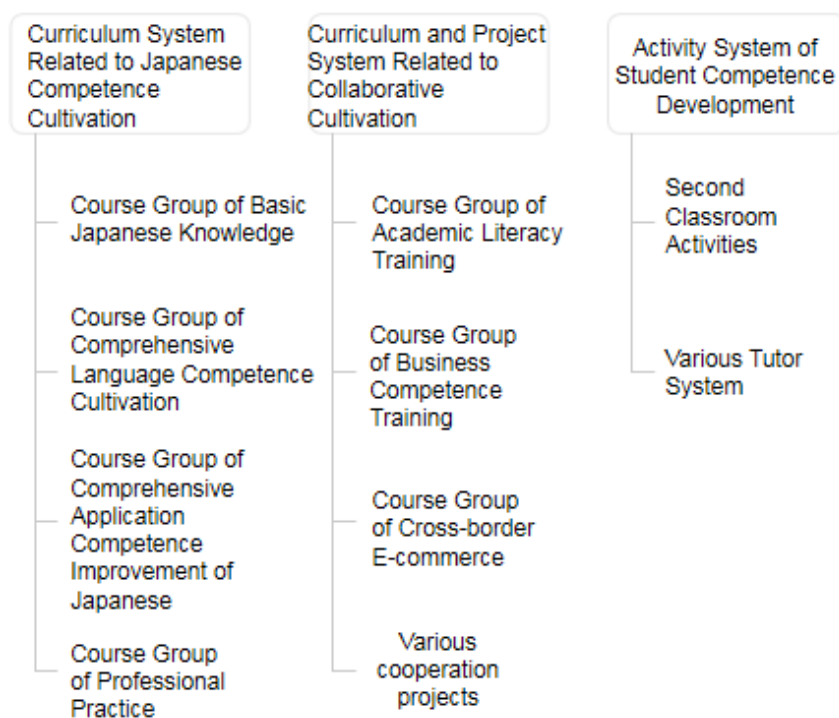 Curriculum System
Related to Japanese
Competence
Cultivation
Course Group of Basic
Japanese Knowledge
Course Group of
Comprehensive
Language Competence
Cultivation
Course Group of
Comprehensive
Application
Competence
Improvement of
Japanese
Course Group
of Professional
Practice
Curriculum and Project
System Related to
Collaborative
Cultivation
Course Group of
Academic Literacy
Training
Course Group
of Business
Competence
Training
Course Group
of Cross-border
E-commerce
Various
cooperation
projects
Activity System of
Student Competence
Development
Second
Classroom
Activities
Various Tutor
System